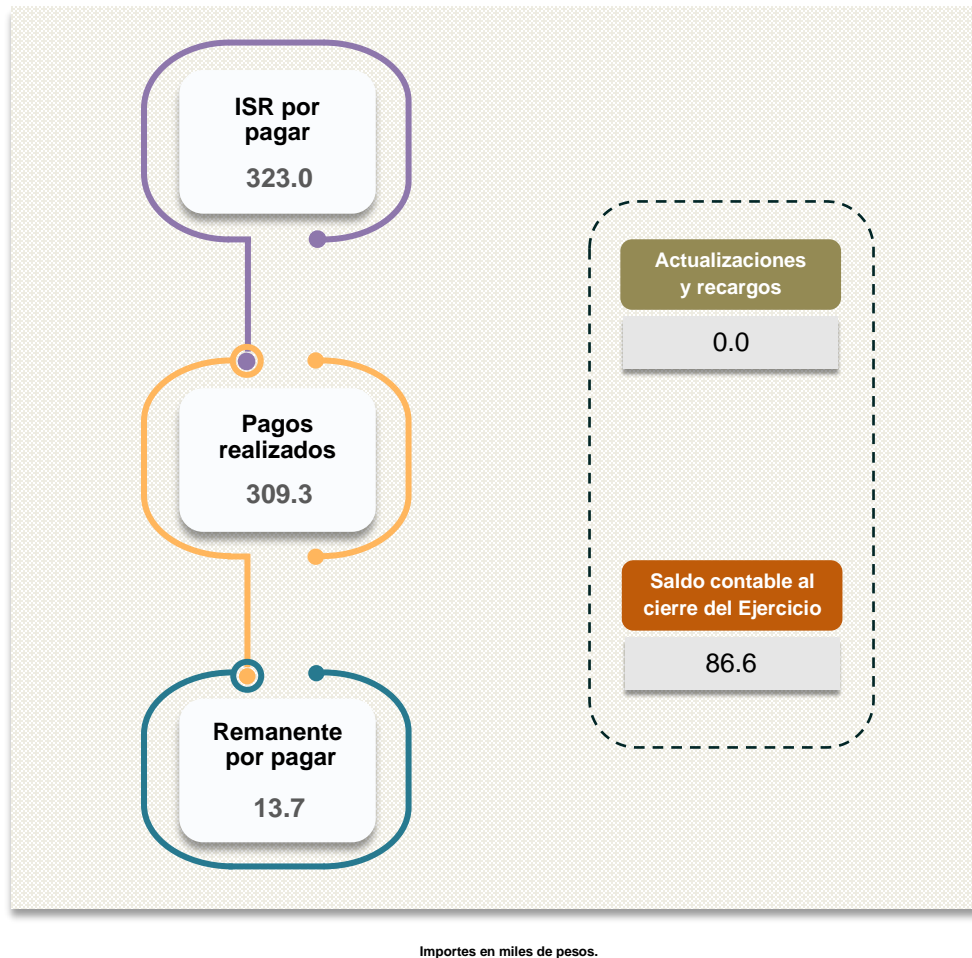 ISR por
pagar
323.0
Pagos
realizados
309.3
Remanente
por pagar
13.7
Actualizaciones
y recargos
0.0
Saldo contable al
cierre del Ejercicio
86.6
Importes en miles de pesos.